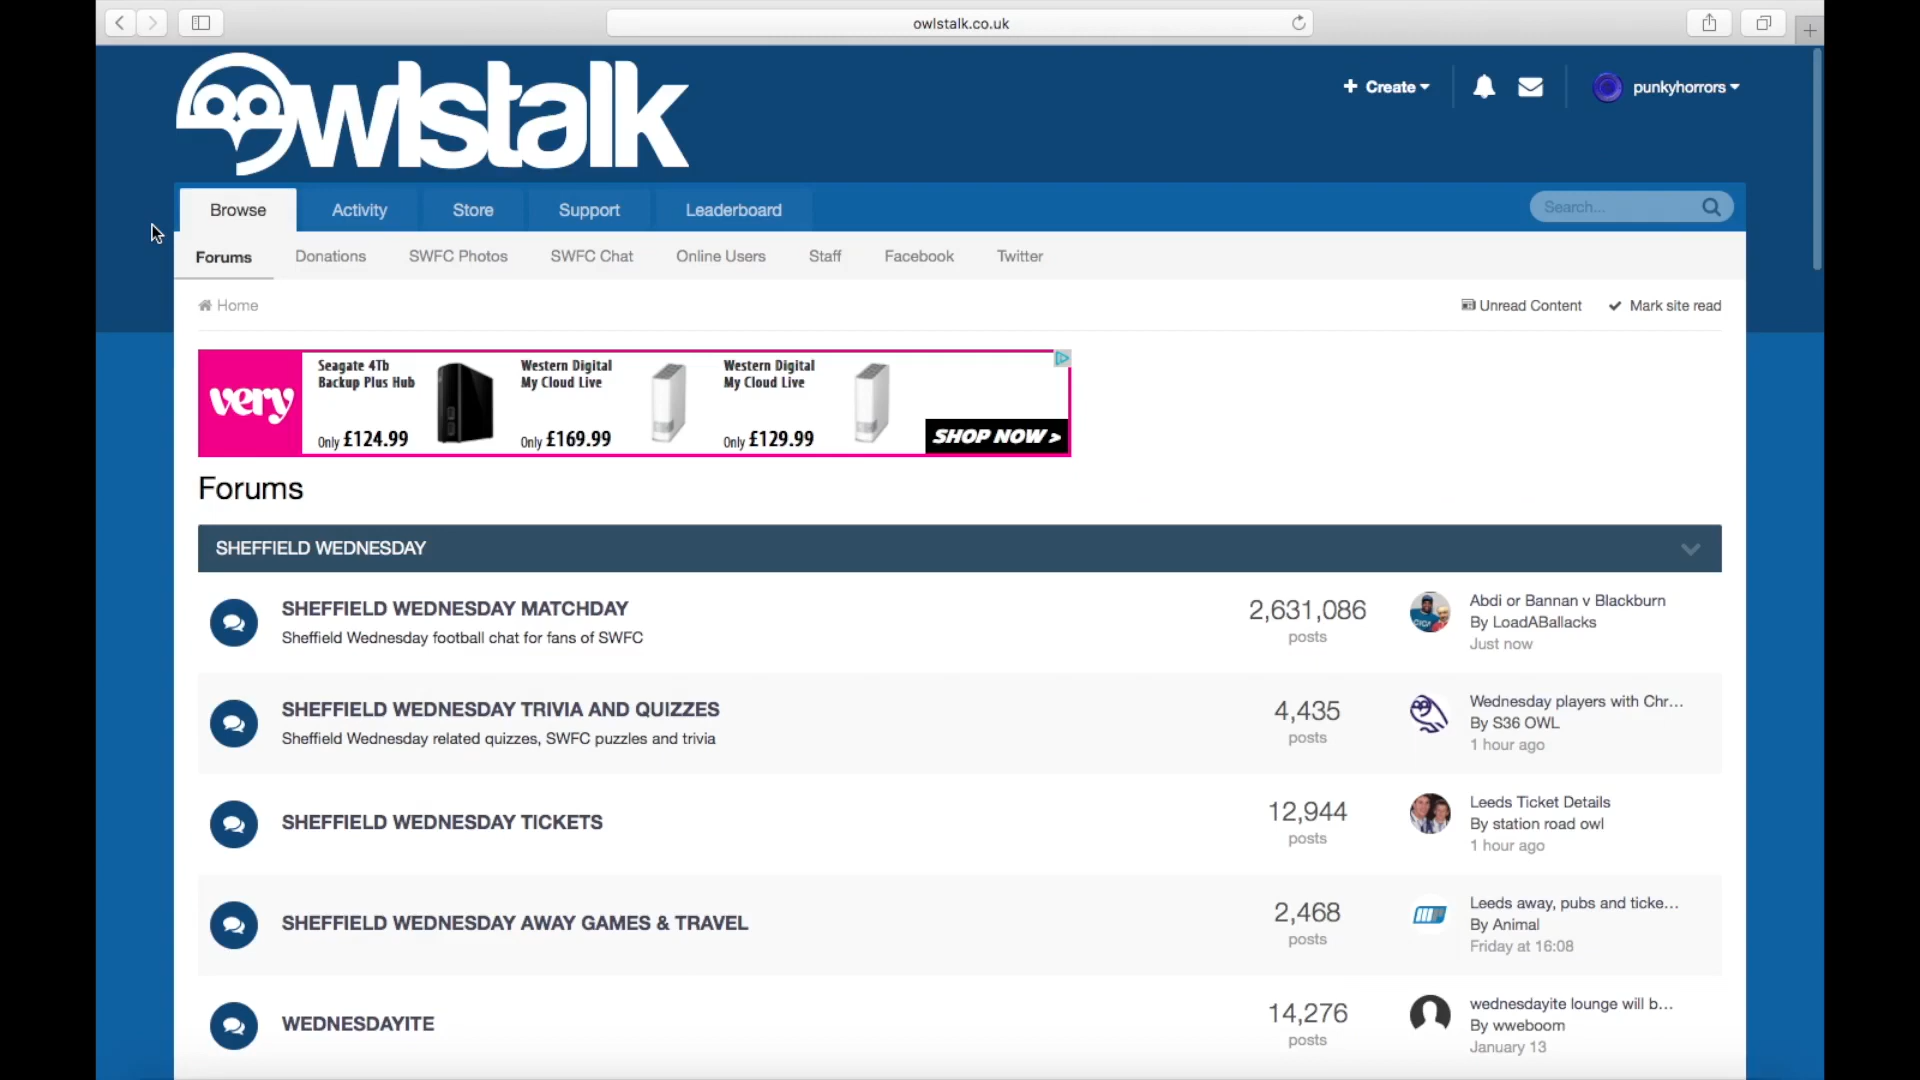 owlstalk.co.uk
owlstalk
+ Create
punkyhorrors
Browse
Activity
Store
Support
Leaderboard
Search...
Forums
Donations
SWFC Photos
SWFC Chat
Online Users
Staff
Facebook
Twitter
Home
Unread Content
Mark site read
very
Seagate 4Tb
Backup Plus Hub
Only £124.99
Western Digital
My Cloud Live
Only £169.99
Western Digital
My Cloud Live
Only £129.99
SHOP NOW >
Forums
SHEFFIELD WEDNESDAY
SHEFFIELD WEDNESDAY MATCHDAY
Sheffield Wednesday football chat for fans of SWFC
2,631,086
posts
Abdi or Bannan v Blackburn
By LoadABallacks
Just now
SHEFFIELD WEDNESDAY TRIVIA AND QUIZZES
Sheffield Wednesday related quizzes, SWFC puzzles and trivia
4,435
posts
Wednesday players with Chr...
By S36 OWL
1 hour ago
SHEFFIELD WEDNESDAY TICKETS
12,944
posts
Leeds Ticket Details
By station road owl
1 hour ago
SHEFFIELD WEDNESDAY AWAY GAMES & TRAVEL
2,468
posts
Leeds away, pubs and ticke...
By Animal
Friday at 16:08
WEDNESDAYITE
14,276
posts
wednesdayite lounge will b...
By wweboom
January 13